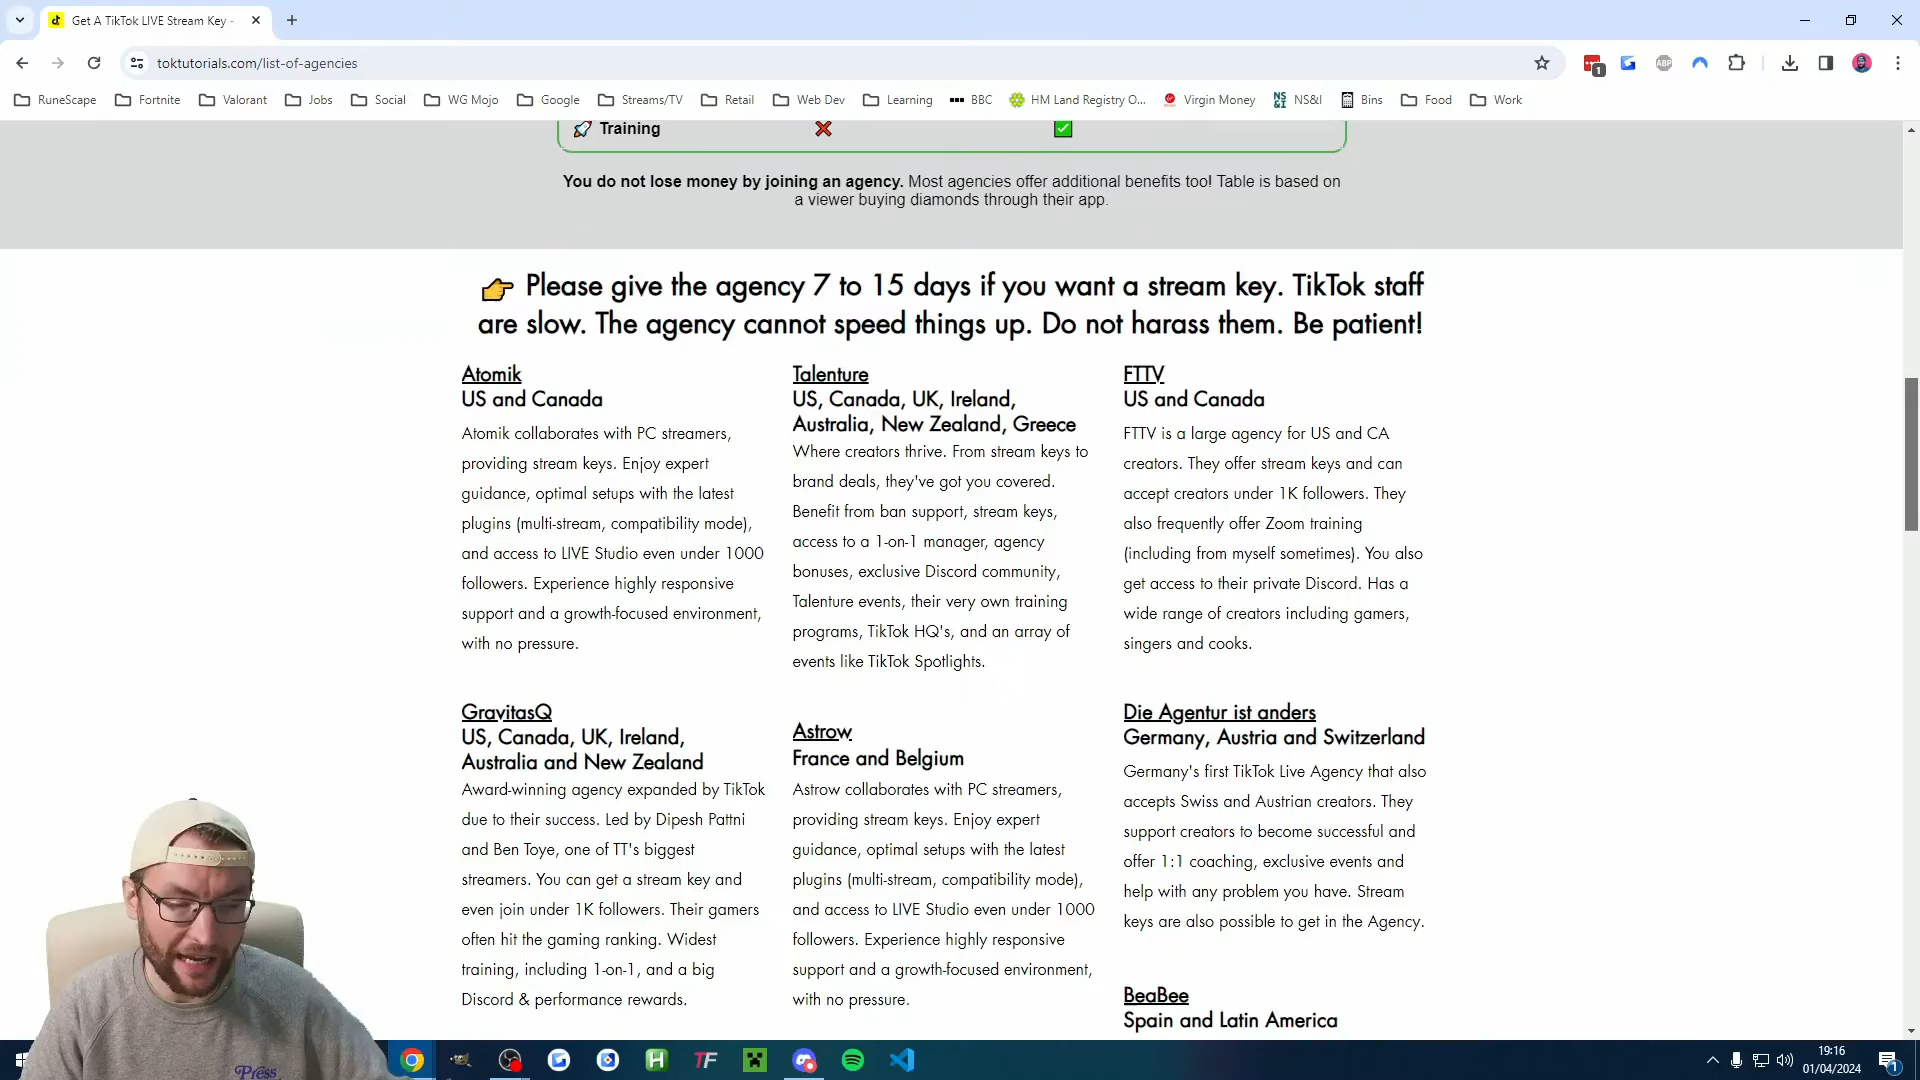 Get A TikTok LIVE Stream Key -
toktutorials.com/list-of-agencies
1
ABP
RuneScape
Fortnite
Valorant
Jobs
Social
WG Mojo
Google
Streams/TV
Retail
Web Dev
Learning
BBC
HM Land Registry O...
Virgin Money
NS&I
Bins
Food
Work
Training
You do not lose money by joining an agency. Most agencies offer additional benefits too! Table is based on
a viewer buying diamonds through their app.
Please give the agency 7 to 15 days if you want a stream key. TikTok staff
are slow. The agency cannot speed things up. Do not harass them. Be patient!
Atomik
US and Canada
Atomik collaborates with PC streamers,
providing stream keys. Enjoy expert
guidance, optimal setups with the latest
plugins (multi-stream, compatibility mode),
and access to LIVE Studio even under 1000
followers. Experience highly responsive
support and a growth-focused environment,
with no pressure.
Talenture
US, Canada, UK, Ireland,
Australia, New Zealand, Greece
Where creators thrive. From stream keys to
brand deals, they've got you covered.
Benefit from ban support, stream keys,
access to a 1-on-1 manager, agency
bonuses, exclusive Discord community,
Talenture events, their very own training
programs, TikTok HQ's, and an array of
events like TikTok Spotlights.
FTTV
US and Canada
FTTV is a large agency for US and CA
creators. They offer stream keys and can
accept creators under 1K followers. They
also frequently offer Zoom training
(including from myself sometimes). You also
get access to their private Discord. Has a
wide range of creators including gamers,
singers and cooks.
GravitasQ
US, Canada, UK, Ireland,
Australia and New Zealand
Award-winning agency expanded by TikTok
due to their success. Led by Dipesh Pattni
and Ben Toye, one of TT's biggest
streamers. You can get a stream key and
even join under 1K followers. Their gamers
often hit the gaming ranking. Widest
training, including 1-on-1, and a big
Discord & performance rewards.
Astrow
France and Belgium
Astrow collaborates with PC streamers,
providing stream keys. Enjoy expert
guidance, optimal setups with the latest
plugins (multi-stream, compatibility mode),
and access to LIVE Studio even under 1000
followers. Experience highly responsive
support and a growth-focused environment,
with no pressure.
Die Agentur ist anders
Germany, Austria and Switzerland
Germany's first TikTok Live Agency that also
accepts Swiss and Austrian creators. They
support creators to become successful and
offer 1:1 coaching, exclusive events and
help with any problem you have. Stream
keys are also possible to get in the Agency.
BeaBee
Spain and Latin America
Press
H
TF
19:16
01/04/2024
1